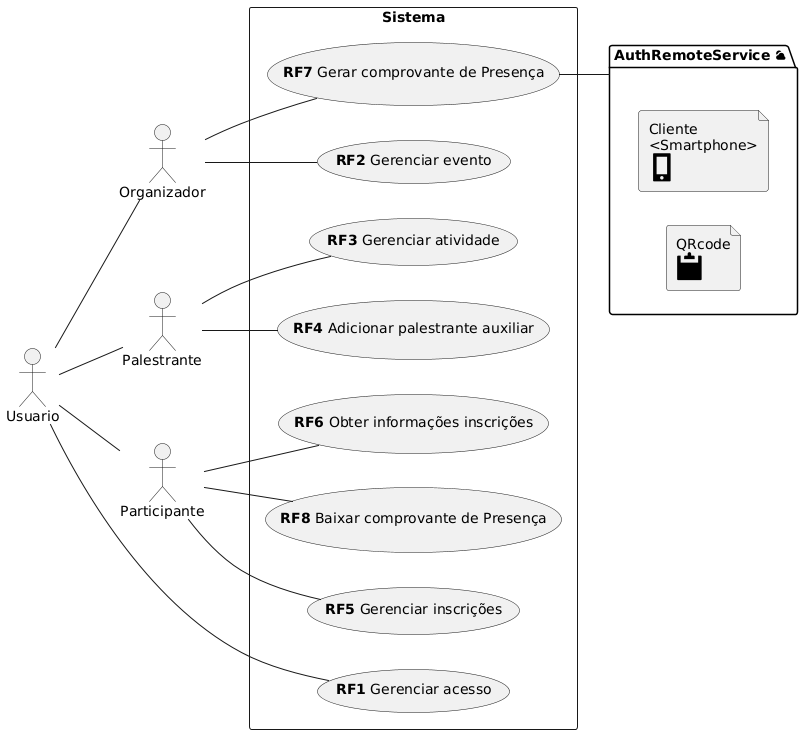 Sistema
RF7 Gerar comprovante de Presença
AuthRemoteService
Cliente
<Smartphone>
QRcode
Organizador
RF2 Gerenciar evento
RF3 Gerenciar atividade
Palestrante
RF4 Adicionar palestrante auxiliar
Usuario
RF6 Obter informações inscrições
Participante
RF8 Baixar comprovante de Presença
RF5 Gerenciar inscrições
RF1 Gerenciar acesso